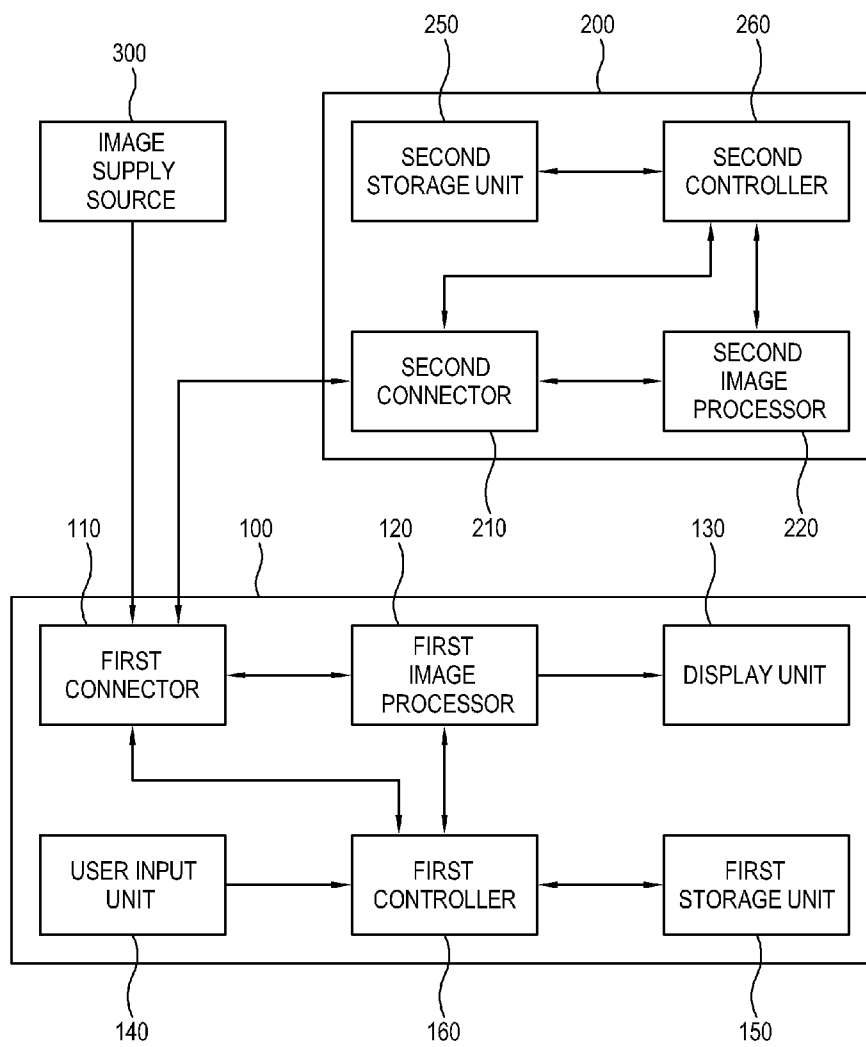 250
200
260
300
IMAGE
SUPPLY
SOURCE
SECOND
STORAGE UNIT
SECOND
CONTROLLER
SECOND
CONNECTOR
SECOND
IMAGE
PROCESSOR
210
220
110
100
120
130
FIRST
CONNECTOR
FIRST
IMAGE
PROCESSOR
DISPLAY UNIT
USER INPUT
UNIT
FIRST
CONTROLLER
FIRST
STORAGE UNIT
140
160
150